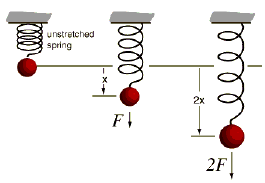 unstretched
spring
x
F
2x
2F